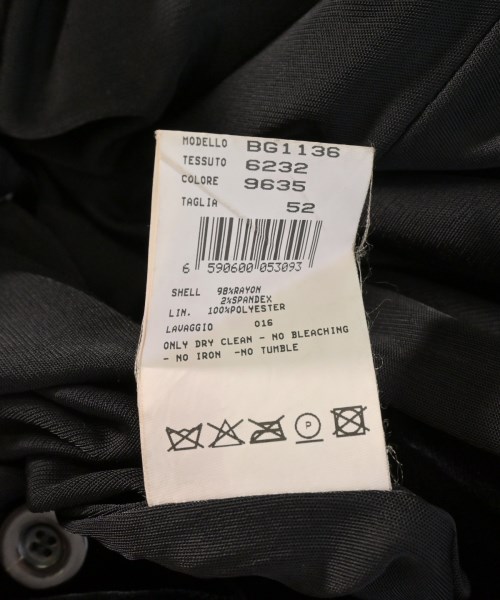 MODELLO BG1136
TESSUTO 6232
COLORE 9635
TAGLIA 52
6 590600 053093
SHELL 98%RAYON
2%SPANDEX
LIN. 100%POLYESTER
LAVAGGIO 016
ONLY DRY CLEAN - NO BLEACHING
- NO IRON -NO TUMBLE
P